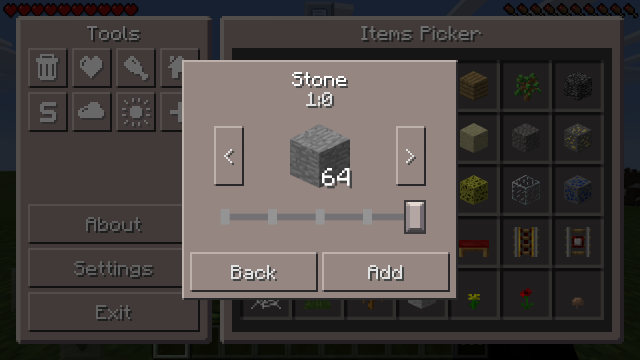 Tools
Items Picker
S
About
Settings
Exit
Stone
1:0
<
>
64
Back
Add